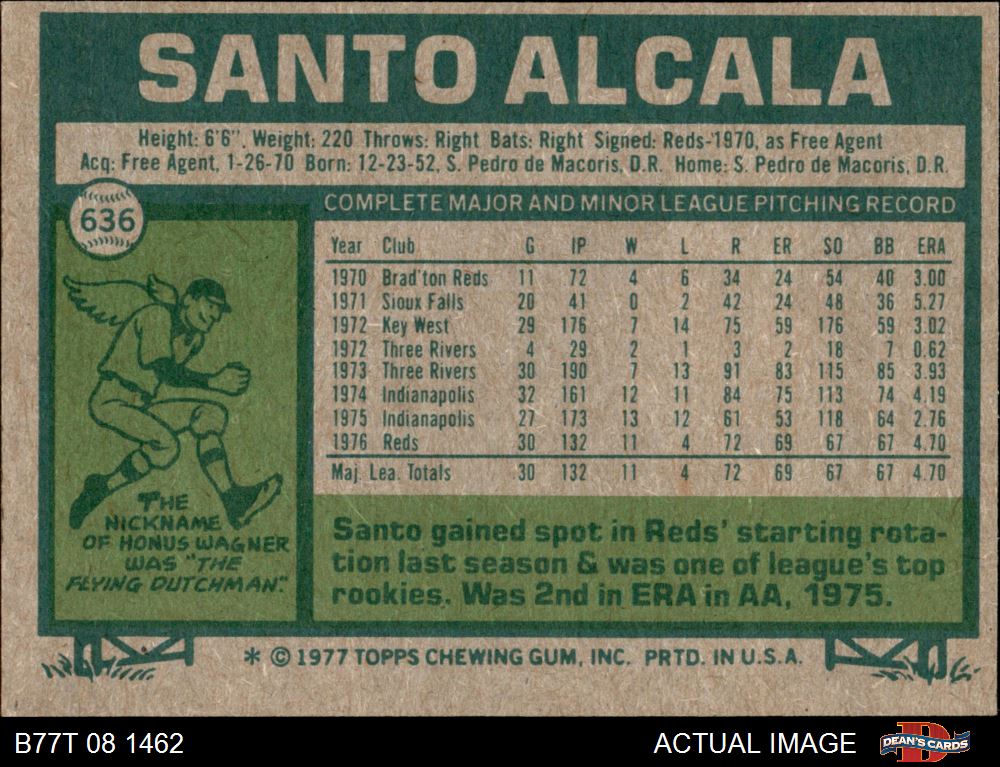 SANTO ALCALA
Height: 6'6". Weight: 220 Throws: Right Bats: Right Signed: Reds-1970, as Free Agent
Acq: Free Agent, 1-26-70 Born: 12-23-52, S. Pedro de Macoris, D.R. Home: S. Pedro de Macoris, D.R.
636
COMPLETE MAJOR AND MINOR LEAGUE PITCHING RECORD
Year Club G IP W L R ER SO BB ERA
1970 Brad'ton Reds 11 72 4 6 34 24 54 40 3.00
1971 Sioux Falls 20 41 0 2 42 24 48 36 5.27
1972 Key West 29 176 7 14 75 59 176 59 3.02
1972 Three Rivers 4 29 2 1 3 2 18 7 0.62
1973 Three Rivers 30 190 7 13 91 83 115 85 3.93
1974 Indianapolis 32 161 12 11 84 75 113 74 4.19
1975 Indianapolis 27 173 13 12 61 53 118 64 2.76
1976 Reds 30 132 11 4 72 69 67 67 4.70
Maj. Lea. Totals 30 132 11 4 72 69 67 67 4.70
THE
NICKNAME
OF HONUS WAGNER
WAS "THE
FLYING DUTCHMAN".
Santo gained spot in Reds' starting rota-
tion last season & was one of league's top
rookies. Was 2nd in ERA in AA, 1975.
* © 1977 TOPPS CHEWING GUM, INC. PRTD. IN U.S.A.
B77T 08 1462
ACTUAL IMAGE
DEAN'S CARDS